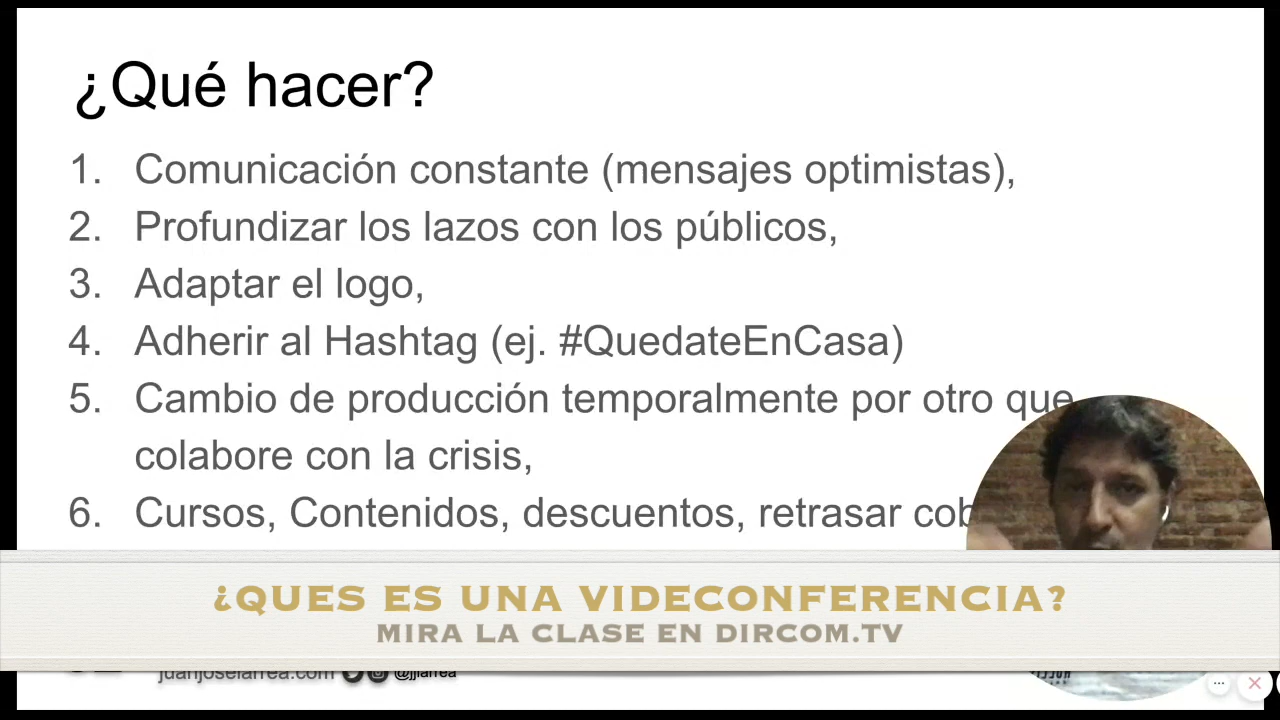 ¿Qué hacer?
1. Comunicación constante (mensajes optimistas),
2. Profundizar los lazos con los públicos,
3. Adaptar el logo,
4. Adherir al Hashtag (ej. #QuedateEnCasa)
5. Cambio de producción temporalmente por otro que
colabore con la crisis,
6. Cursos, Contenidos, descuentos, retrasar
¿QUES ES UNA VIDECONFERENCIA?
MIRA LA CLASE EN DIRCOM.TV
juanjoselarrea.com @jjlarrea